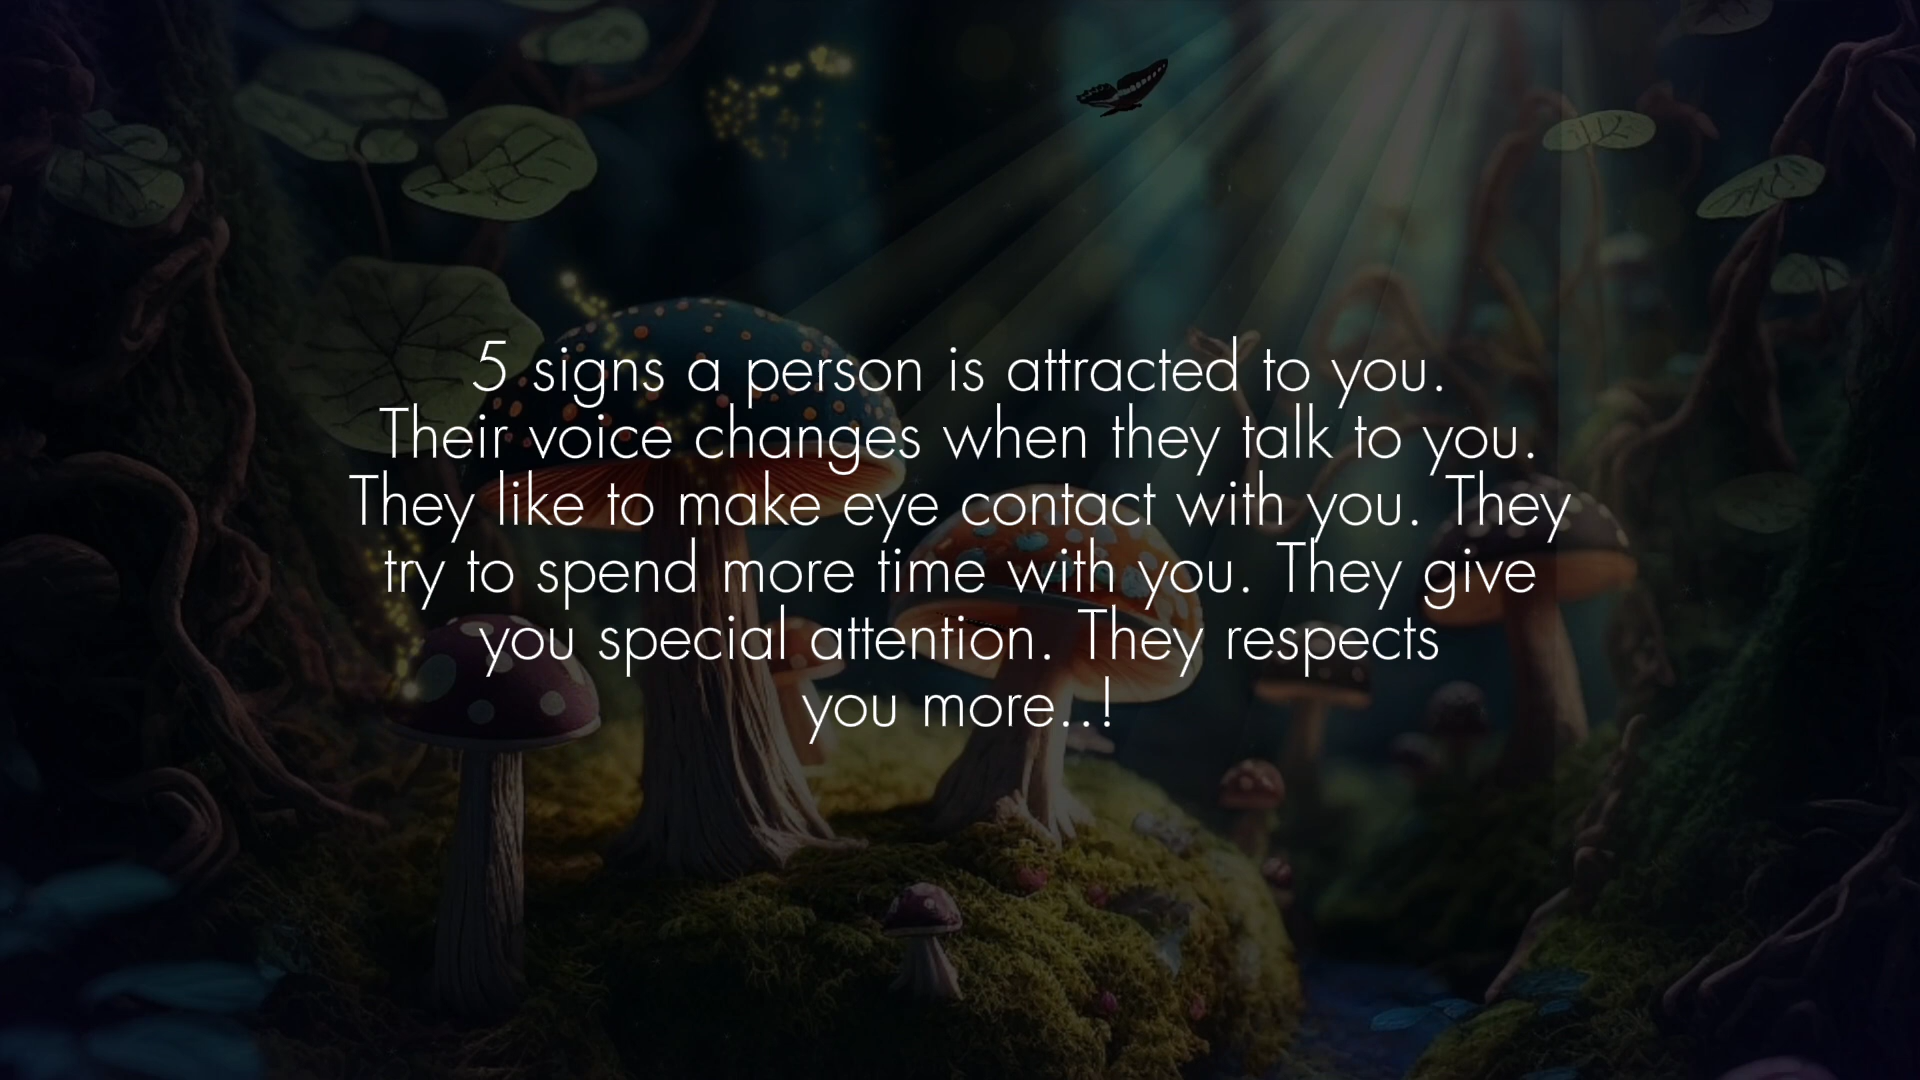 5 signs a person is attracted to you.
Their voice changes when they talk to you.
They like to make eye contact with you. They
try to spend more time with you. They give
you special attention. They respects
you more..!